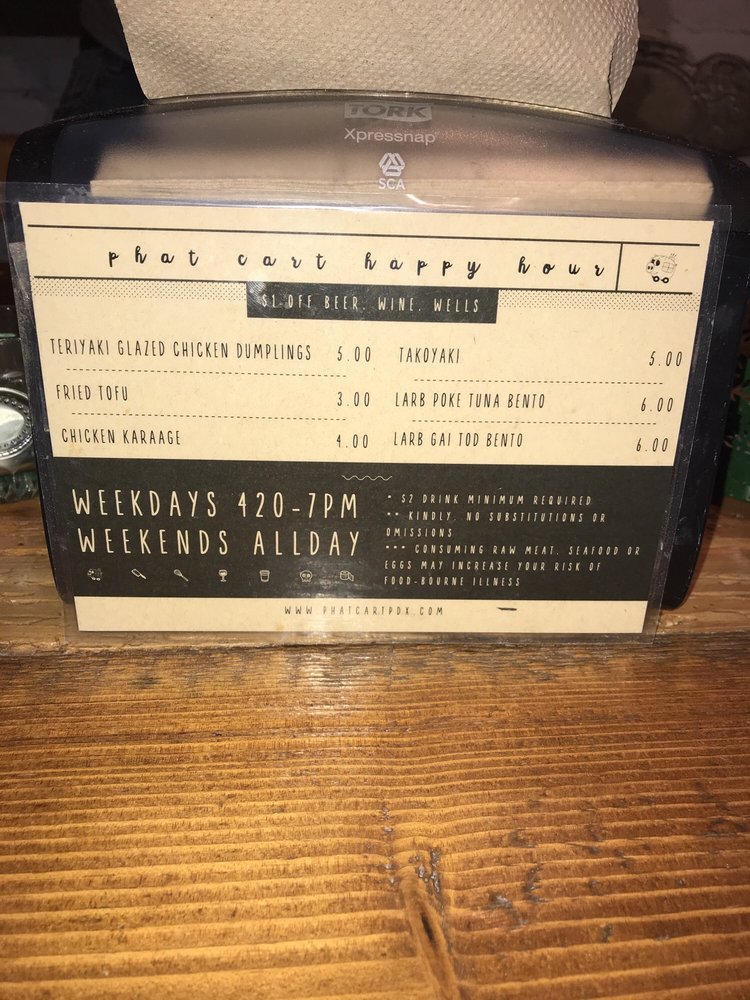 TORK
Xpressnap
SCA
phat cart happy hour
$1 OFF BEER, WINE, WELLS
TERIYAKI GLAZED CHICKEN DUMPLINGS 5.00
FRIED TOFU 3.00
CHICKEN KARAAGE 4.00
TAKOYAKI 5.00
LARB POKE TUNA BENTO 6.00
LARB GAI TOD BENTO 6.00
WEEKDAYS 420-7PM
WEEKENDS ALLDAY
* $2 DRINK MINIMUM REQUIRED
** KINDLY, NO SUBSTITUTIONS OR
OMISSIONS
*** CONSUMING RAW MEAT, SEAFOOD OR
EGGS MAY INCREASE YOUR RISK OF
FOOD-BOURNE ILLNESS
WWW.PHATCARTPDX.COM